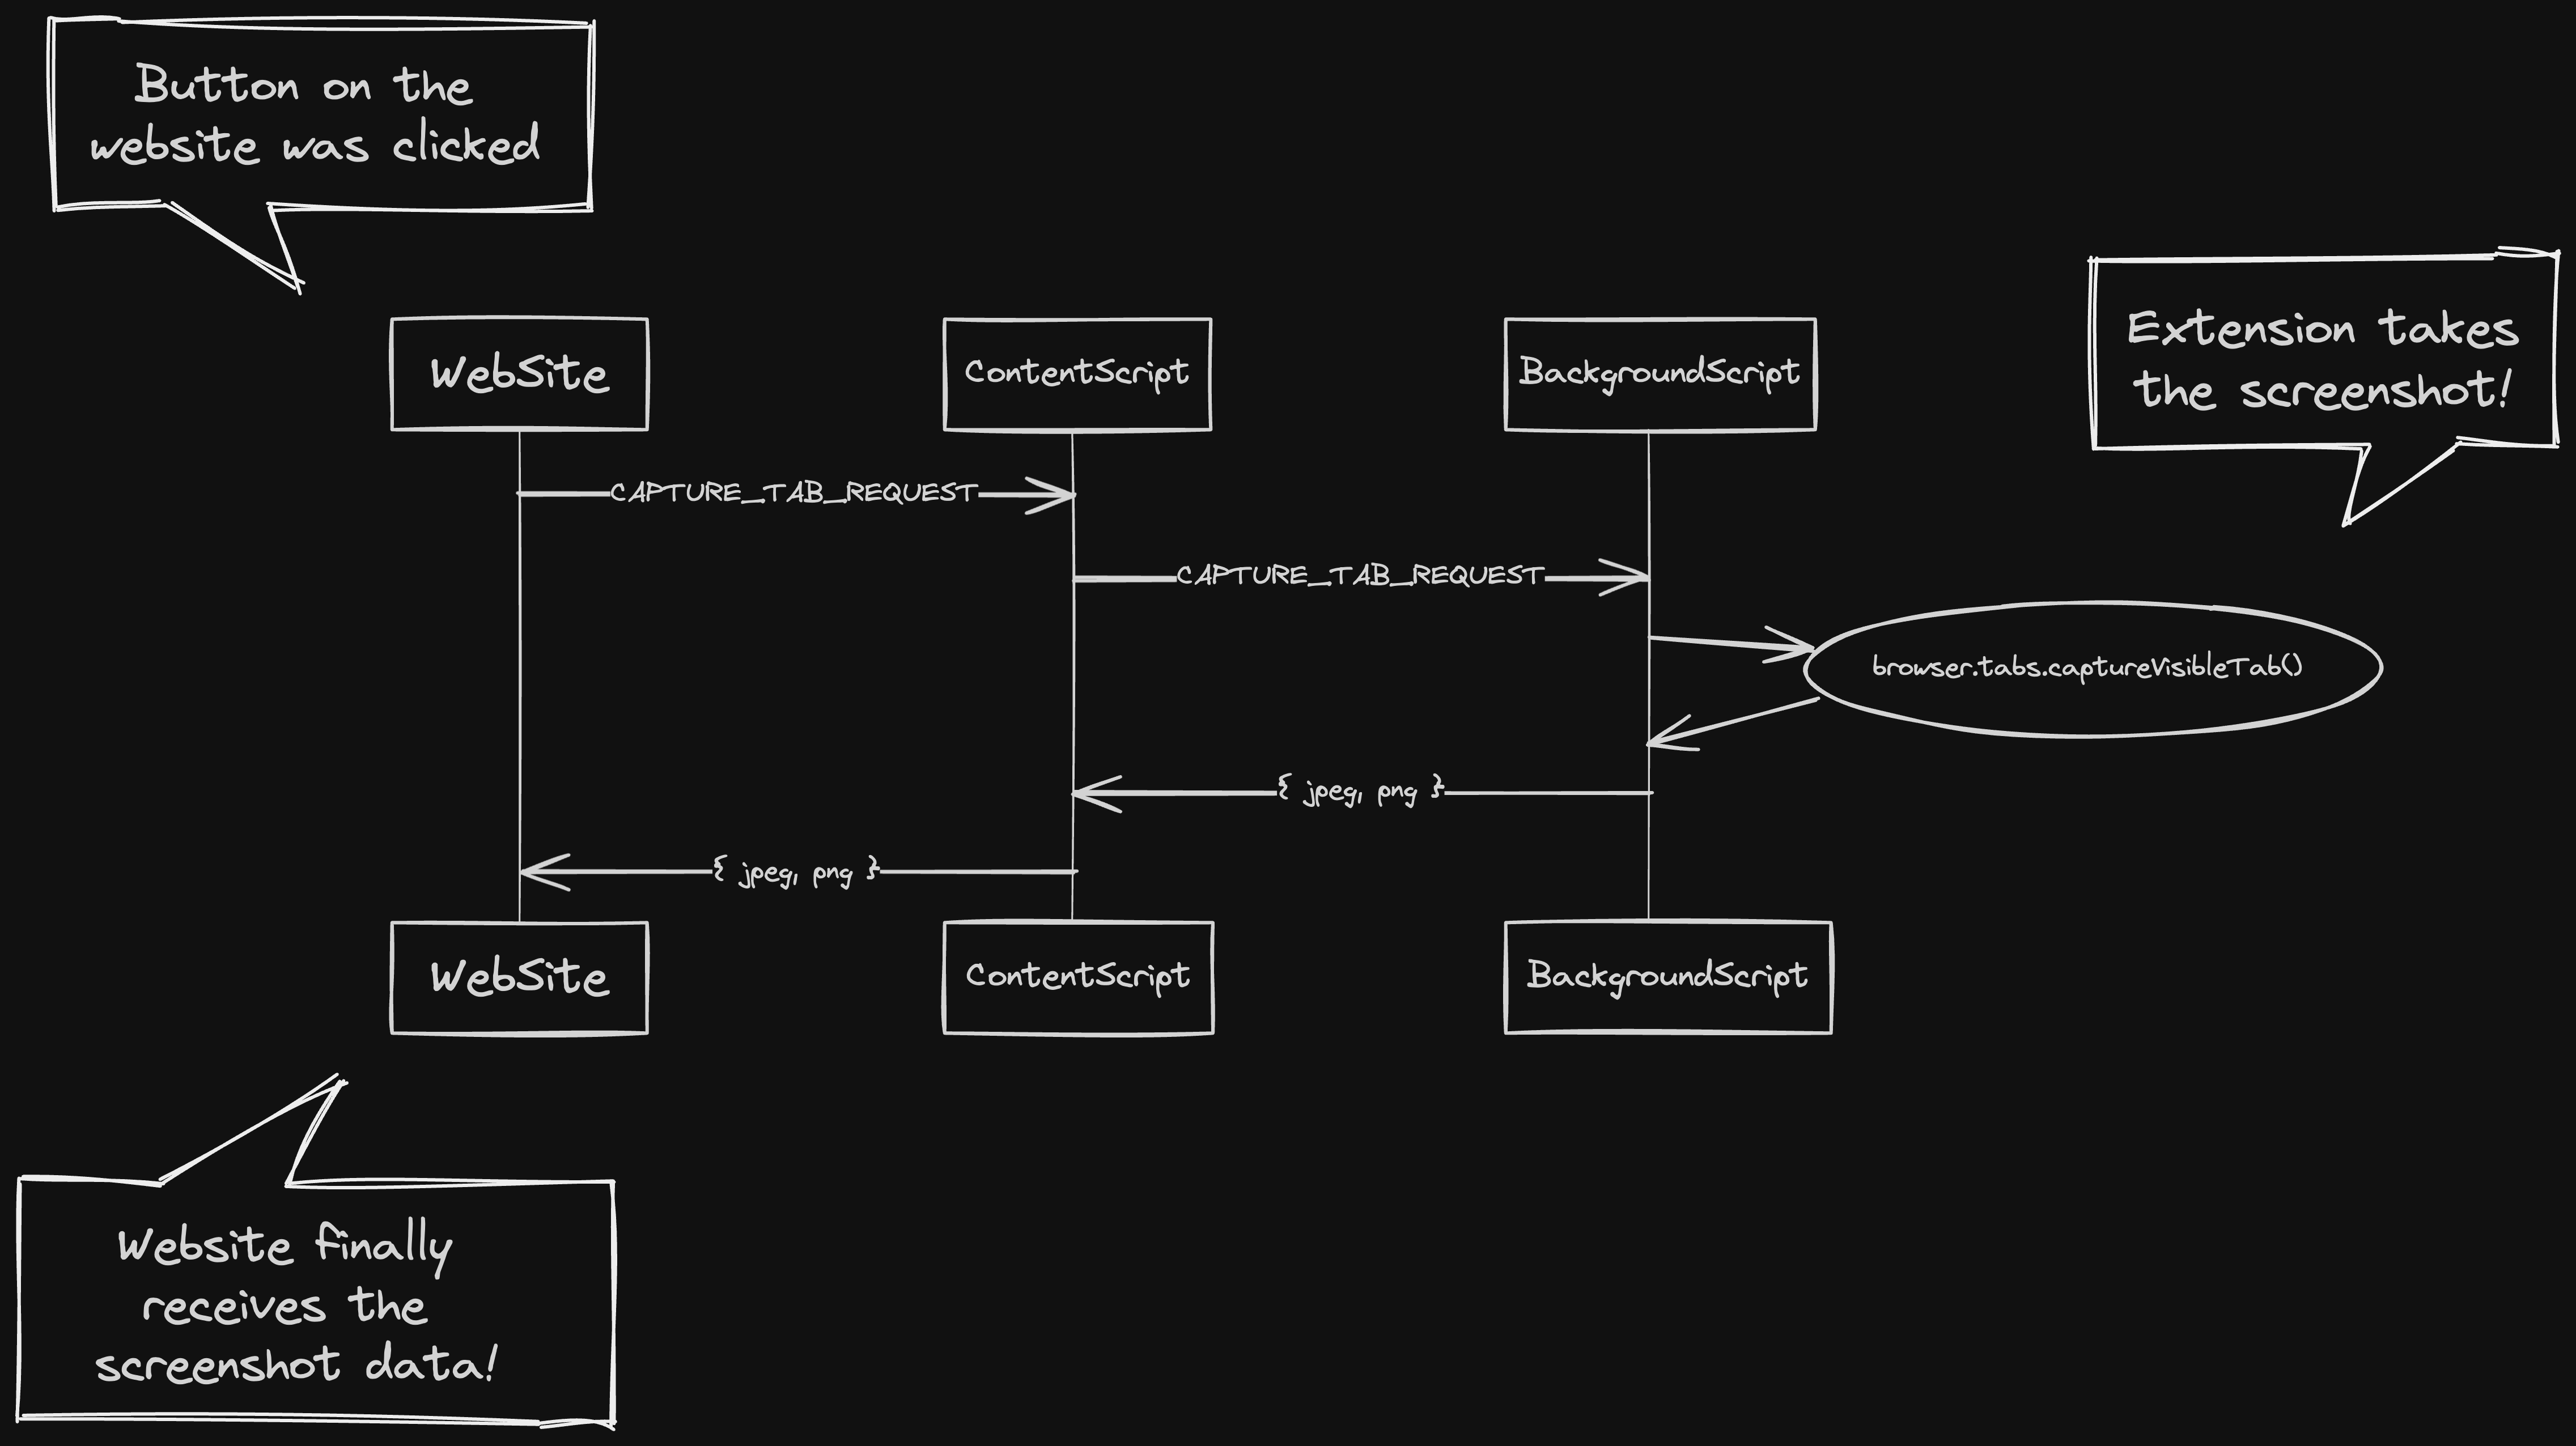 Button on the
website was clicked
Extension takes
the screenshot!
WebSite
ContentScript
BackgroundScript
CAPTURE_TAB_REQUEST
CAPTURE_TAB_REQUEST
browser.tabs.captureVisibleTab()
{ jpeg, png }
{ jpeg, png }
WebSite
ContentScript
BackgroundScript
Website finally
receives the
screenshot data!